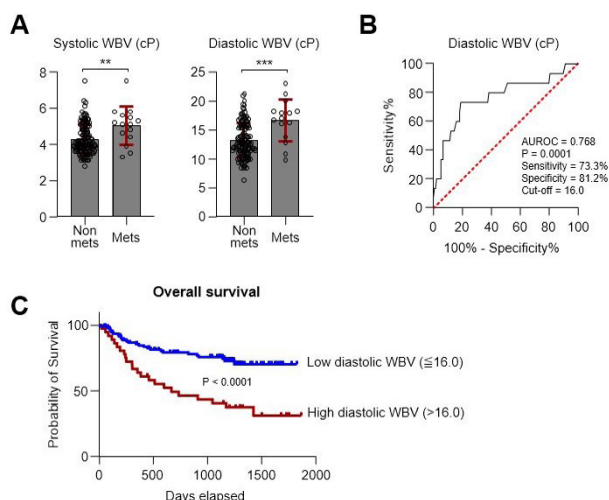 A
Systolic WBV (cP)
**
8
6
4
2
0
Non
mets
Mets
Diastolic WBV (cP)
***
25
20
15
10
5
0
Non
mets
Mets
B
Diastolic WBV (cP)
Sensitivity%
100
80
60
40
20
0
AUROC = 0.768
P = 0.0001
Sensitivity = 73.3%
Specificity = 81.2%
Cut-off = 16.0
0 20 40 60 80 100
100% - Specificity%
C
Overall survival
Probability of Survival
100
50
0
Low diastolic WBV (≦16.0)
P < 0.0001
High diastolic WBV (>16.0)
0 500 1000 1500 2000
Days elapsed